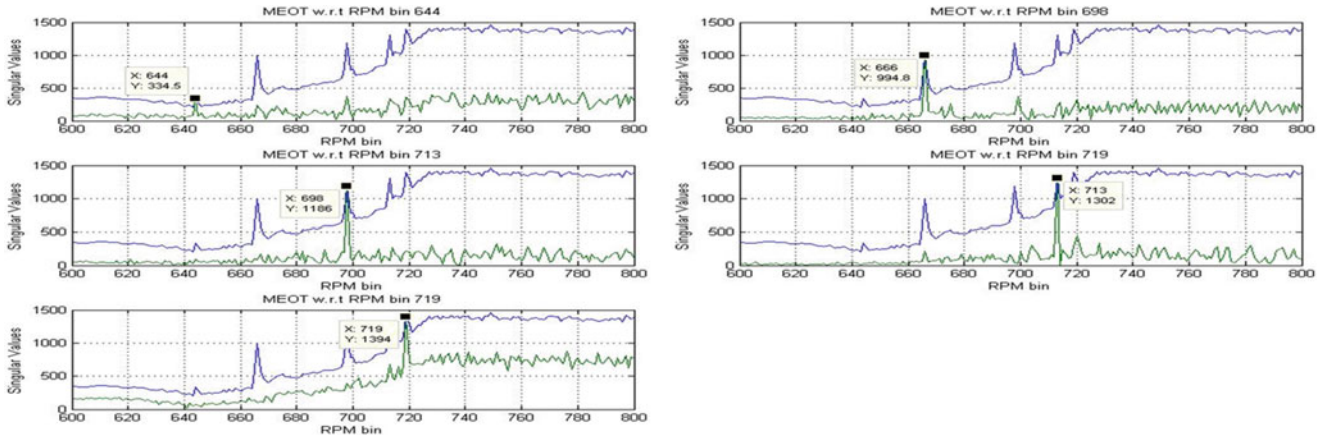 MEOT w.r.t RPM bin 644
Singular Values
1500
1000
500
0
X: 644
Y: 334.5
600 620 640 660 680 700 720 740 760 780 800
RPM bin
MEOT w.r.t RPM bin 698
Singular Values
1500
1000
500
0
X: 666
Y: 994.8
600 620 640 660 680 700 720 740 760 780 800
RPM bin
MEOT w.r.t RPM bin 713
Singular Values
1500
1000
500
0
X: 698
Y: 1186
600 620 640 660 680 700 720 740 760 780 800
RPM bin
MEOT w.r.t RPM bin 719
Singular Values
1500
1000
500
0
X: 713
Y: 1302
600 620 640 660 680 700 720 740 760 780 800
RPM bin
MEOT w.r.t RPM bin 719
Singular Values
1500
1000
500
0
X: 719
Y: 1394
600 620 640 660 680 700 720 740 760 780 800
RPM bin